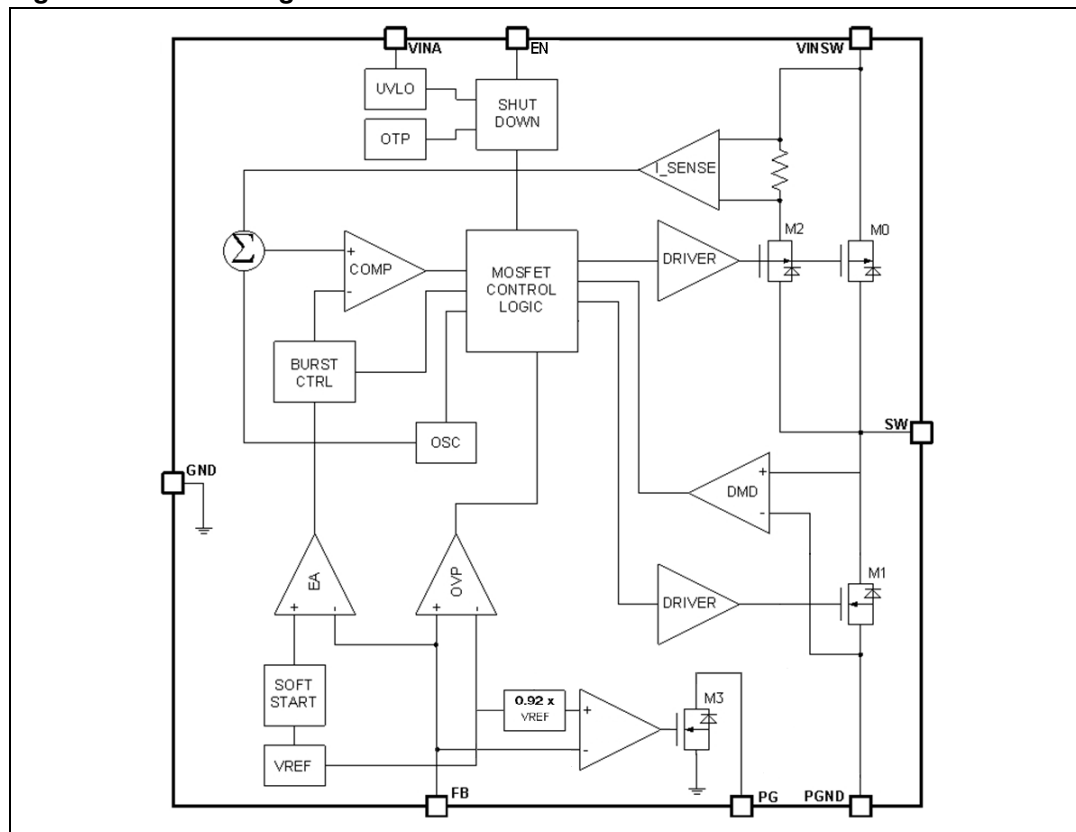 VINA
EN
VINSW
UVLO
SHUT
DOWN
OTP
I_SENSE
M2
M0
Σ
+
COMP
-
MOSFET
CONTROL
LOGIC
DRIVER
BURST
CTRL
OSC
SW
GND
+
DMD
-
EA
+
-
OVP
+
-
DRIVER
M1
SOFT
START
0.92 x
VREF
+
-
M3
VREF
FB
PG
PGND